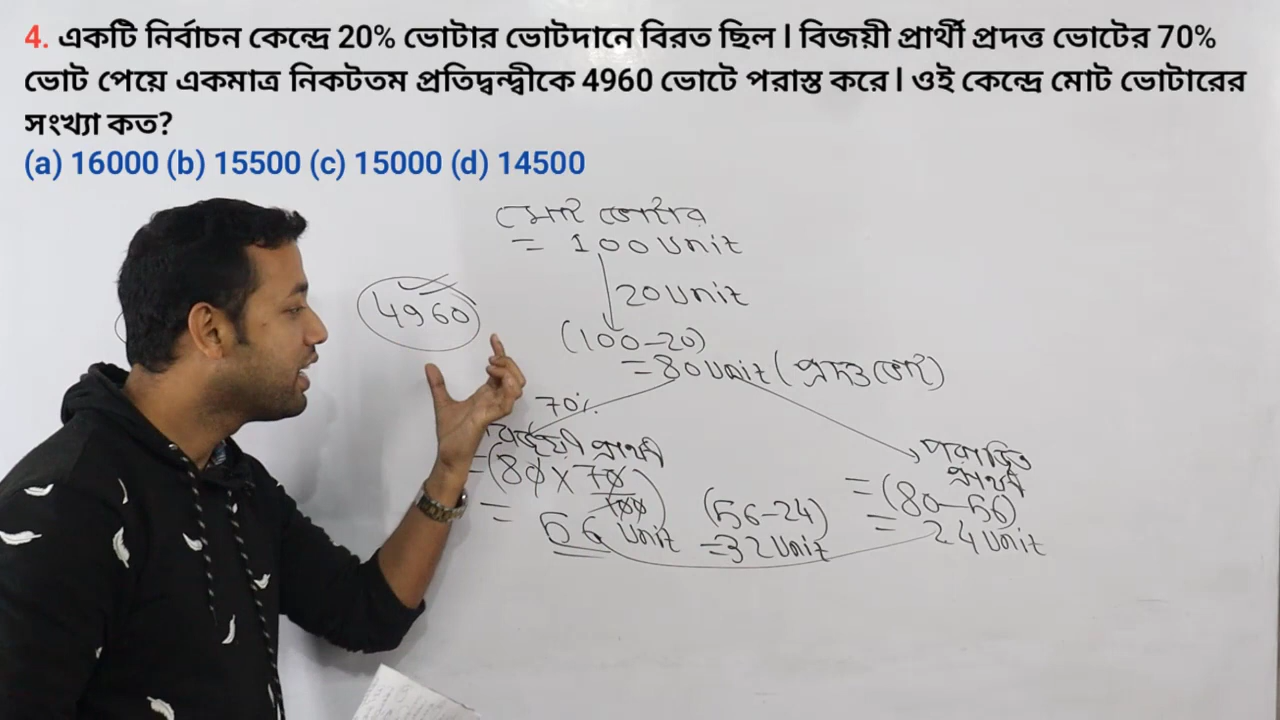 4. একটি নির্বাচন কেন্দ্রে 20% ভোটার ভোটদানে বিরত ছিল l বিজয়ী প্রার্থী প্রদত্ত ভোটের 70%
ভোট পেয়ে একমাত্র নিকটতম প্রতিদ্বন্দ্বীকে 4960 ভোটে পরাস্ত করে l ওই কেন্দ্রে মোট ভোটারের
সংখ্যা কত?
(a) 16000 (b) 15500 (c) 15000 (d) 14500
মোট ভোটার
= 100 Unit
20 Unit
4960
(100-20)
= 80 Unit (প্রদত্ত ভোট)
70%
বিজয়ী প্রার্থী
পরাজিত
প্রার্থী
=(80 X 70
100)
= (80-56)
= 56 Unit
(56-24)
=32 Unit
= 24 Unit